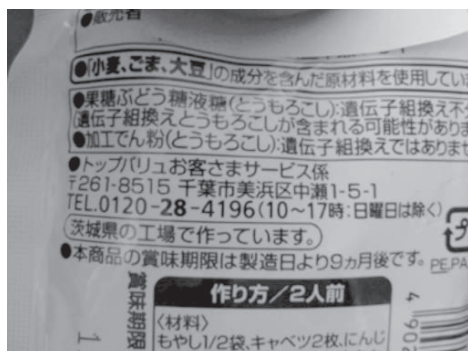 ●販売者
●「小麦、ごま、大豆」の成分を含んだ原材料を使用してい
●果糖ぶどう糖液糖(とうもろこし):遺伝子組換え不
(遺伝子組換えとうもろこしが含まれる可能性があり
●加工でん粉(とうもろこし):遺伝子組換えではありませ
●トップバリュお客さまサービス係
〒261-8515 千葉市美浜区中瀬1-5-1
TEL.0120-28-4196(10~17時:日曜日は除く)
茨城県の工場で作っています。
●本商品の賞味期限は製造日より9ヵ月後です。
プ
PE,PA
賞味期限
1
作り方/2人前
〈材料〉
もやし1/2袋、キャベツ2枚、にんじ
4 902